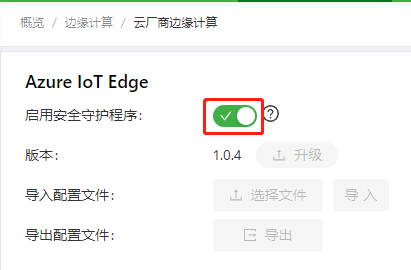 概览 / 边缘计算 / 云厂商边缘计算
Azure IoT Edge
启用安全守护程序:
版本: 1.0.4 升级
导入配置文件: 选择文件 导 入
导出配置文件: 导出